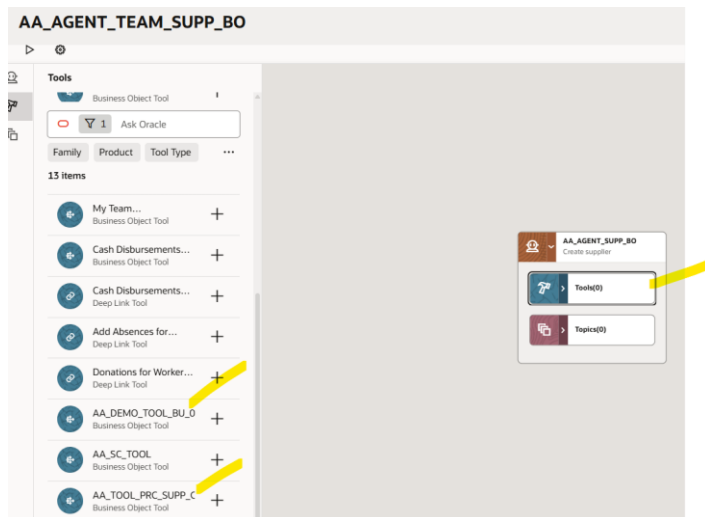 AA_AGENT_TEAM_SUPP_BO
Tools
Business Object Tool
1 Ask Oracle
Family Product Tool Type ...
13 items
My Team...
Business Object Tool
Cash Disbursements...
Business Object Tool
Cash Disbursements...
Deep Link Tool
Add Absences for...
Deep Link Tool
Donations for Worker...
Deep Link Tool
AA_DEMO_TOOL_BU_0
Business Object Tool
AA_SC_TOOL
Business Object Tool
AA_TOOL_PRC_SUPP_C
Business Object Tool
AA_AGENT_SUPP_BO
Create supplier
Tools(0)
Topics(0)